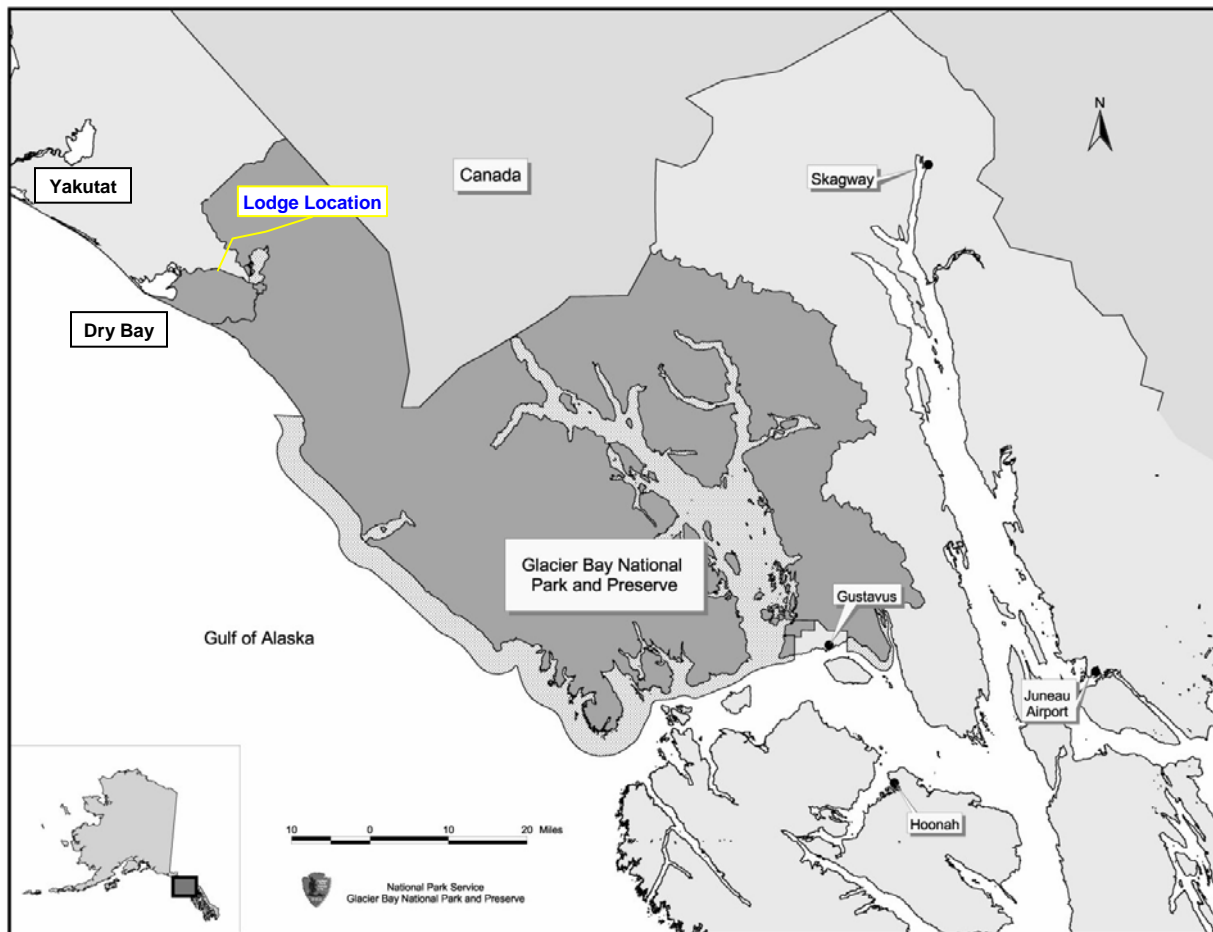 N
Skagway
Canada
Yakutat
Lodge Location
Dry Bay
Glacier Bay National
Park and Preserve
Gustavus
Gulf of Alaska
Juneau
Airport
Hoonah
10 0 10 20 Miles
National Park Service
Glacier Bay National Park and Preserve